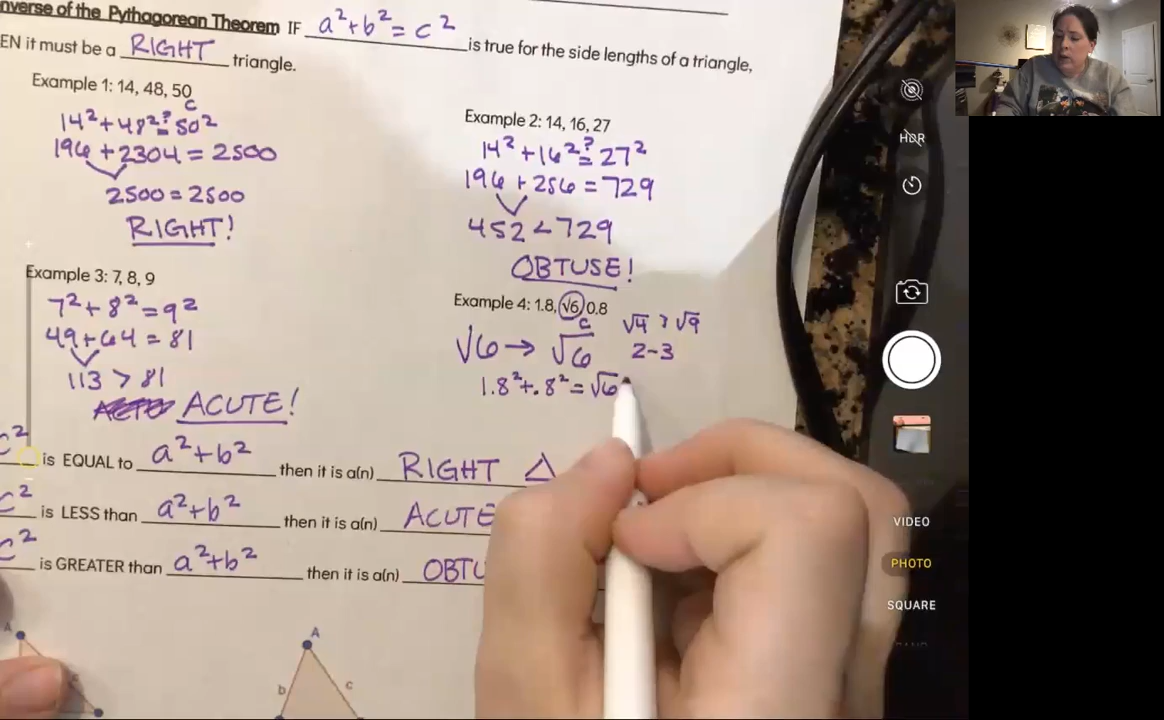 nverse of the Pythagorean Theorem IF a²+b²=c² is true for the side lengths of a triangle,
EN it must be a RIGHT triangle.
Example 1: 14, 48, 50
c
14²+48²≟50²
196+2304=2500
2500=2500
RIGHT!
Example 2: 14, 16, 27
14²+16²≟27²
196+256=729
452<729
OBTUSE!
Example 3: 7, 8, 9
7²+8²=9²
49+64=81
113>81
ACUTE!
Example 4: 1.8, √6, 0.8
c
√6→√6
√4 > √9
2-3
1.8²+.8²=√6
c² is EQUAL to a²+b² then it is a(n) RIGHT △
c² is LESS than a²+b² then it is a(n) ACUTE
c² is GREATER than a²+b² then it is a(n) OBTU
A
c
A
b
c
HDR
VIDEO
PHOTO
SQUARE